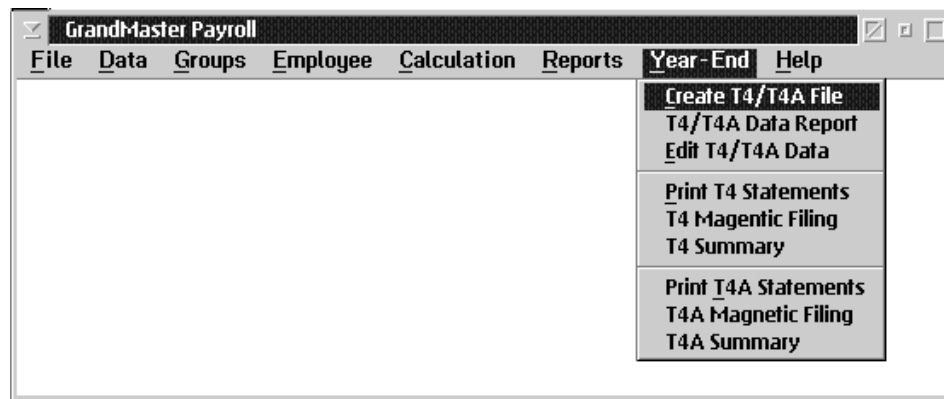 GrandMaster Payroll
File Data Groups Employee Calculation Reports Year-End Help
Create T4/T4A File
T4/T4A Data Report
Edit T4/T4A Data
Print T4 Statements
T4 Magentic Filing
T4 Summary
Print T4A Statements
T4A Magnetic Filing
T4A Summary